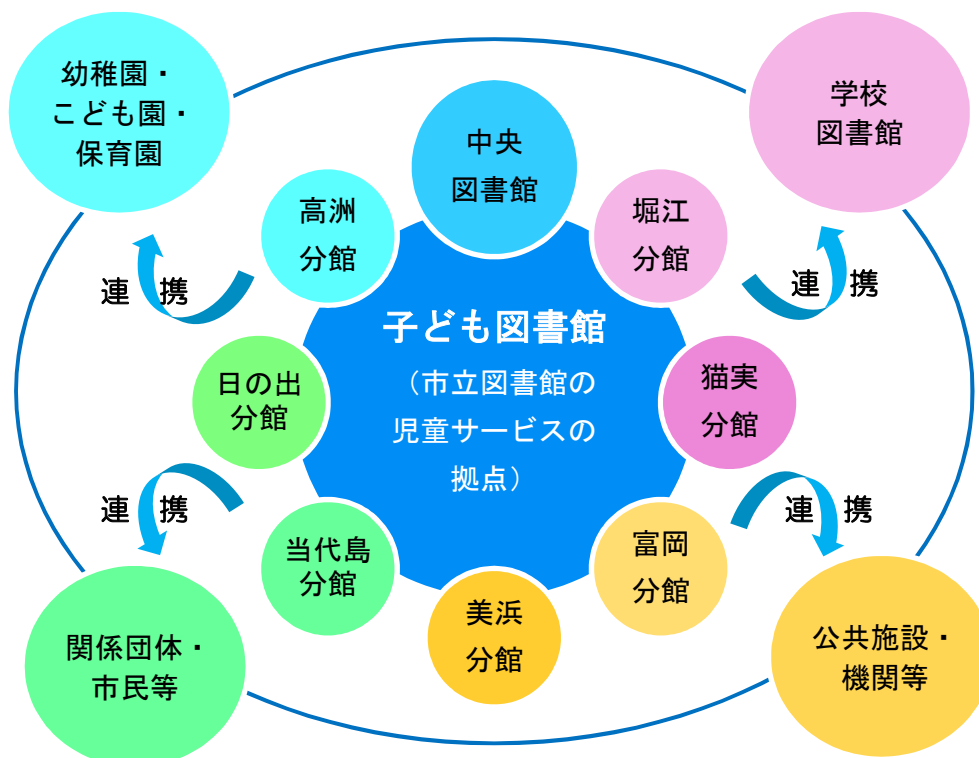 幼稚園・
こども園・
保育園
学校
図書館
中央
図書館
高洲
分館
堀江
分館
連携
連携
子ども図書館
（市立図書館の
児童サービスの
拠点）
日の出
分館
猫実
分館
連携
連携
当代島
分館
富岡
分館
美浜
分館
関係団体・
市民等
公共施設・
機関等